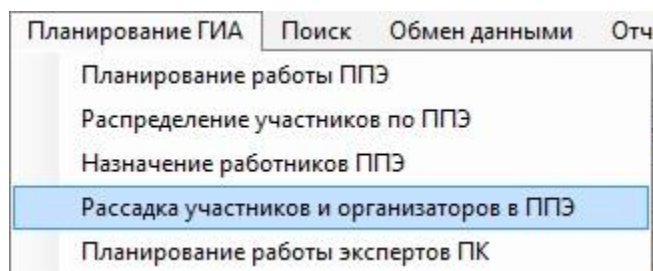 Планирование ГИА Поиск Обмен данными Отч
Планирование работы ППЭ
Распределение участников по ППЭ
Назначение работников ППЭ
Рассадка участников и организаторов в ППЭ
Планирование работы экспертов ПК